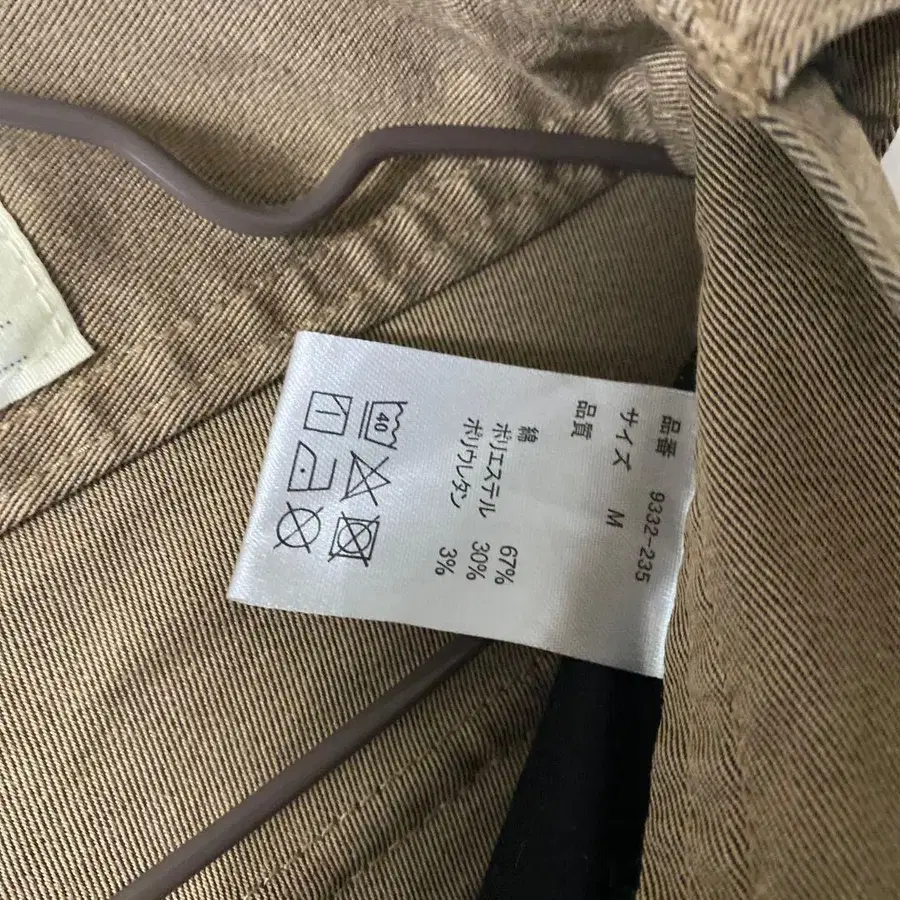 品番 9332-235
サイズ M
品質
綿 67%
ポリエステル 30%
ポリウレタン 3%
40